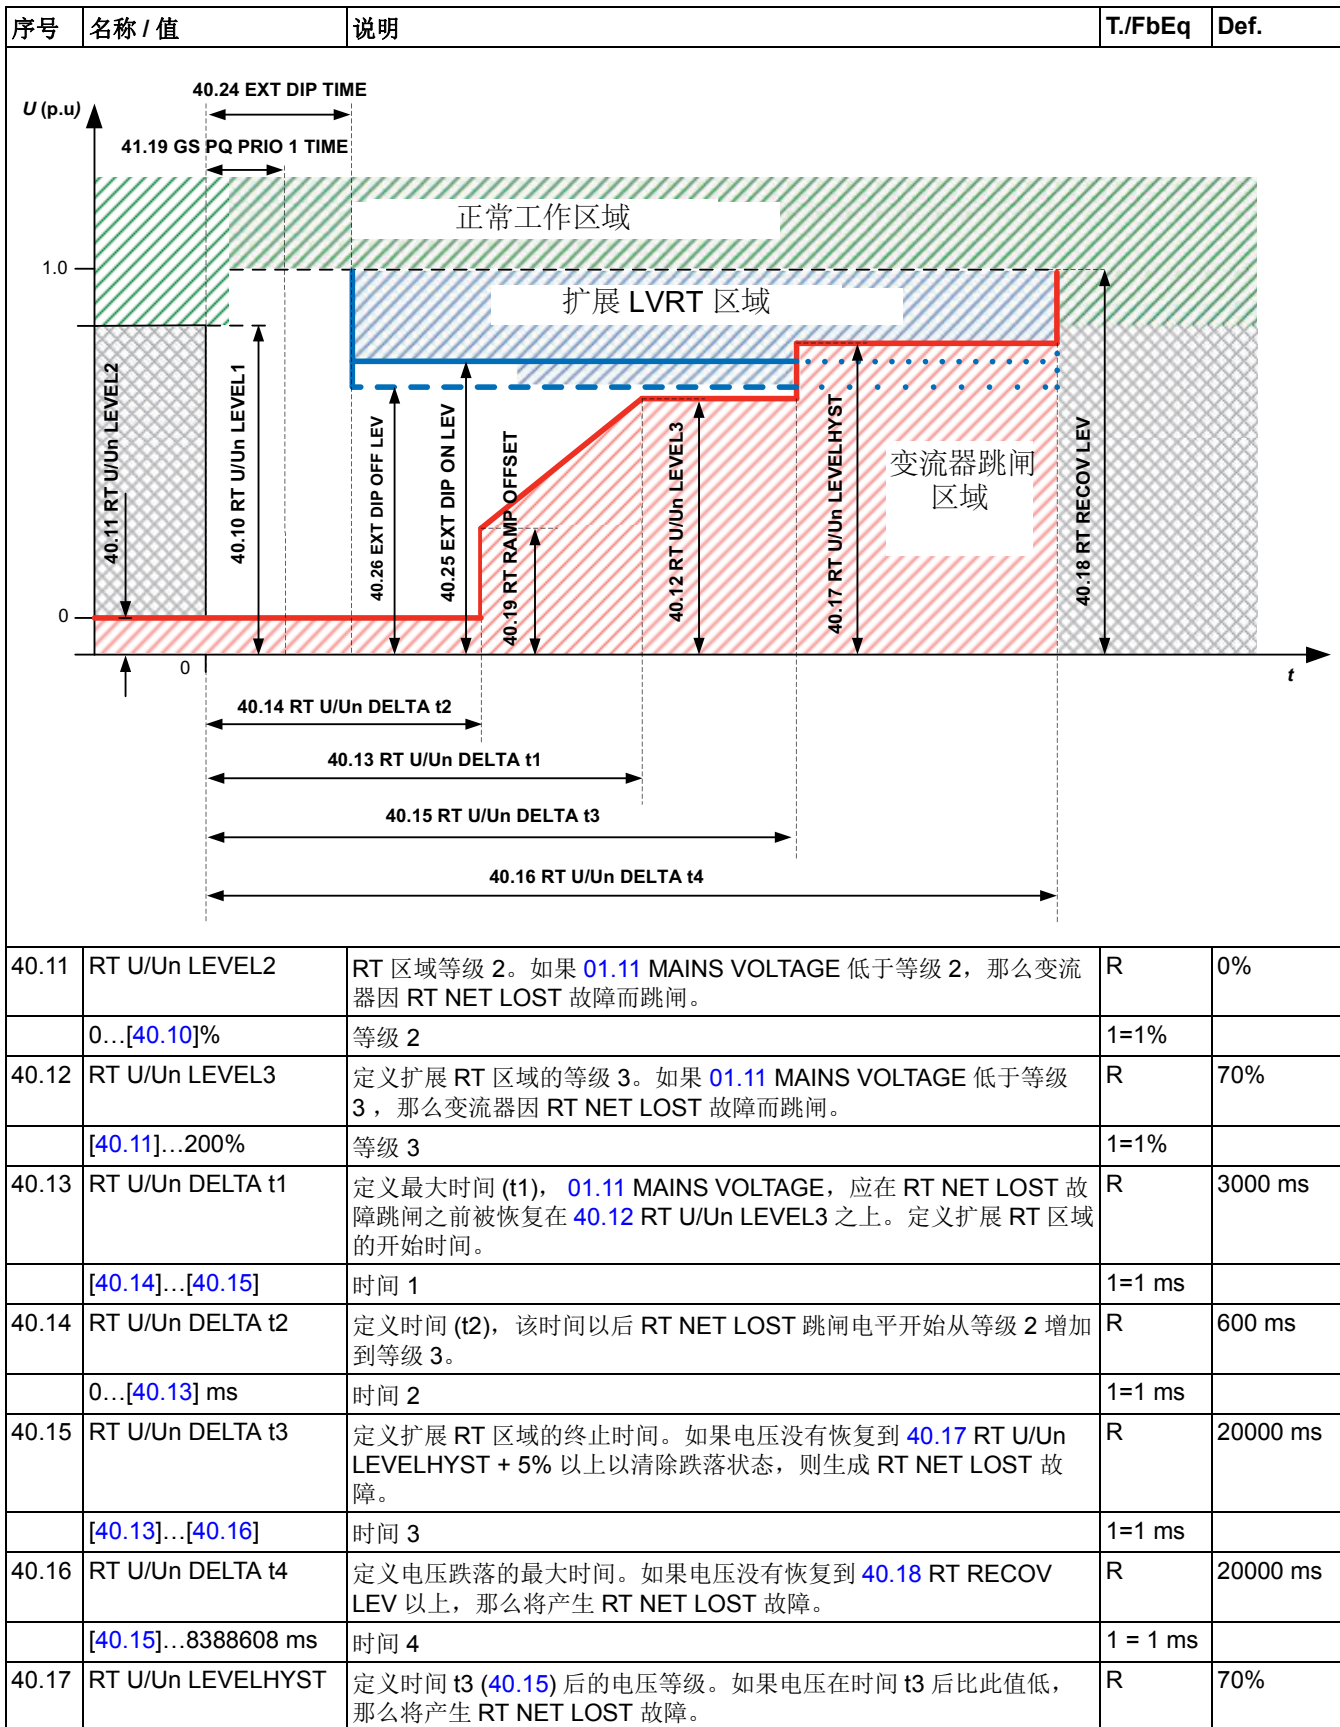 序号 名称 / 值 说明 T./FbEq Def.
40.24 EXT DIP TIME
U (p.u)
41.19 GS PQ PRIO 1 TIME
正常工作区域
1.0
扩展 LVRT 区域
40.11 RT U/Un LEVEL2
40.10 RT U/Un LEVEL1
40.26 EXT DIP OFF LEV
40.25 EXT DIP ON LEV
40.19 RT RAMP OFFSET
40.12 RT U/Un LEVEL3
40.17 RT U/Un LEVELHYST
变流器跳闸
区域
40.18 RT RECOV LEV
0
0
t
40.14 RT U/Un DELTA t2
40.13 RT U/Un DELTA t1
40.15 RT U/Un DELTA t3
40.16 RT U/Un DELTA t4
40.11 RT U/Un LEVEL2 RT 区域等级 2。如果 01.11 MAINS VOLTAGE 低于等级 2，那么变流 R 0%
器因 RT NET LOST 故障而跳闸。
0…[40.10]% 等级 2 1=1%
40.12 RT U/Un LEVEL3 定义扩展 RT 区域的等级 3。如果 01.11 MAINS VOLTAGE 低于等级 R 70%
3，那么变流器因 RT NET LOST 故障而跳闸。
[40.11]…200% 等级 3 1=1%
40.13 RT U/Un DELTA t1 定义最大时间 (t1)， 01.11 MAINS VOLTAGE，应在 RT NET LOST 故 R 3000 ms
障跳闸之前被恢复在 40.12 RT U/Un LEVEL3 之上。定义扩展 RT 区域
的开始时间。
[40.14]…[40.15] 时间 1 1=1 ms
40.14 RT U/Un DELTA t2 定义时间 (t2)，该时间以后 RT NET LOST 跳闸电平开始从等级 2 增加 R 600 ms
到等级 3。
0…[40.13] ms 时间 2 1=1 ms
40.15 RT U/Un DELTA t3 定义扩展 RT 区域的终止时间。如果电压没有恢复到 40.17 RT U/Un R 20000 ms
LEVELHYST + 5% 以上以清除跌落状态，则生成 RT NET LOST 故
障。
[40.13]…[40.16] 时间 3 1=1 ms
40.16 RT U/Un DELTA t4 定义电压跌落的最大时间。如果电压没有恢复到 40.18 RT RECOV R 20000 ms
LEV 以上，那么将产生 RT NET LOST 故障。
[40.15]…8388608 ms 时间 4 1 = 1 ms
40.17 RT U/Un LEVELHYST 定义时间 t3 (40.15) 后的电压等级。如果电压在时间 t3 后比此值低， R 70%
那么将产生 RT NET LOST 故障。